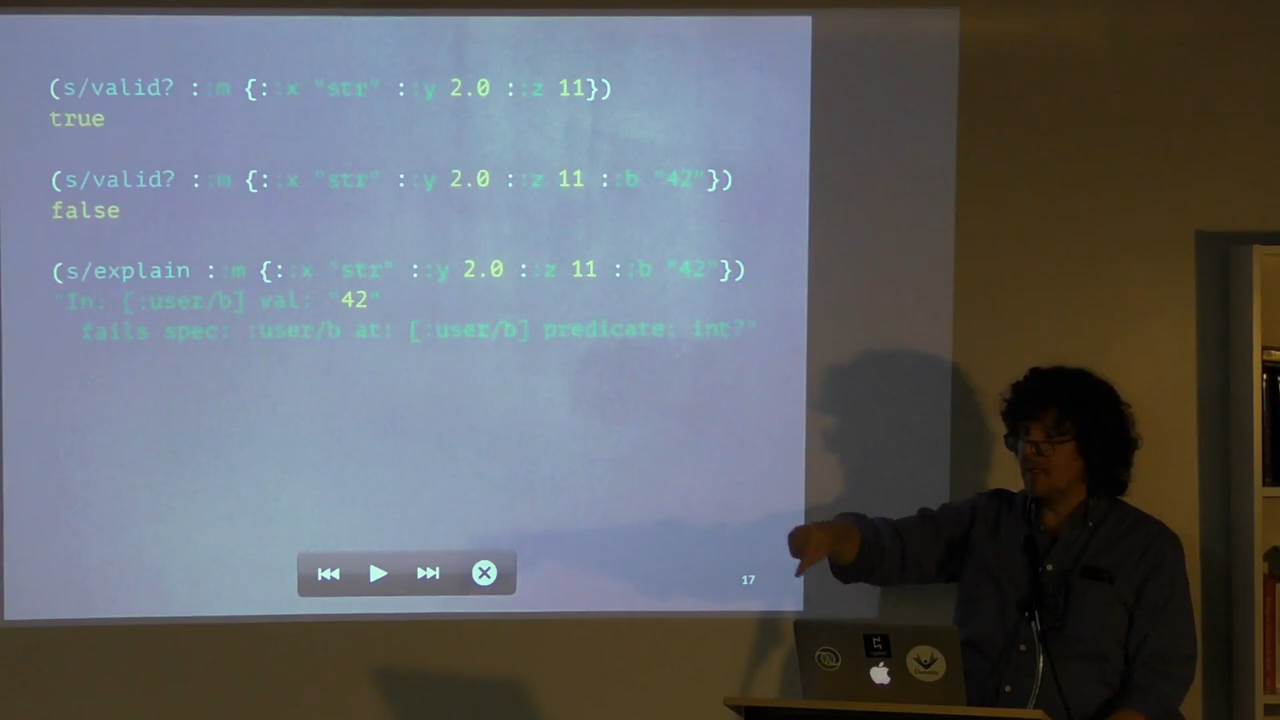 (s/valid? ::m {::x "str" ::y 2.0 ::z 11})
true
(s/valid? ::m {::x "str" ::y 2.0 ::z 11 ::b "42"})
false
(s/explain ::m {::x "str" ::y 2.0 ::z 11 ::b "42"})
"In: [:user/b] val: "42"
fails spec: :user/b at: [:user/b] predicate: int?"
17